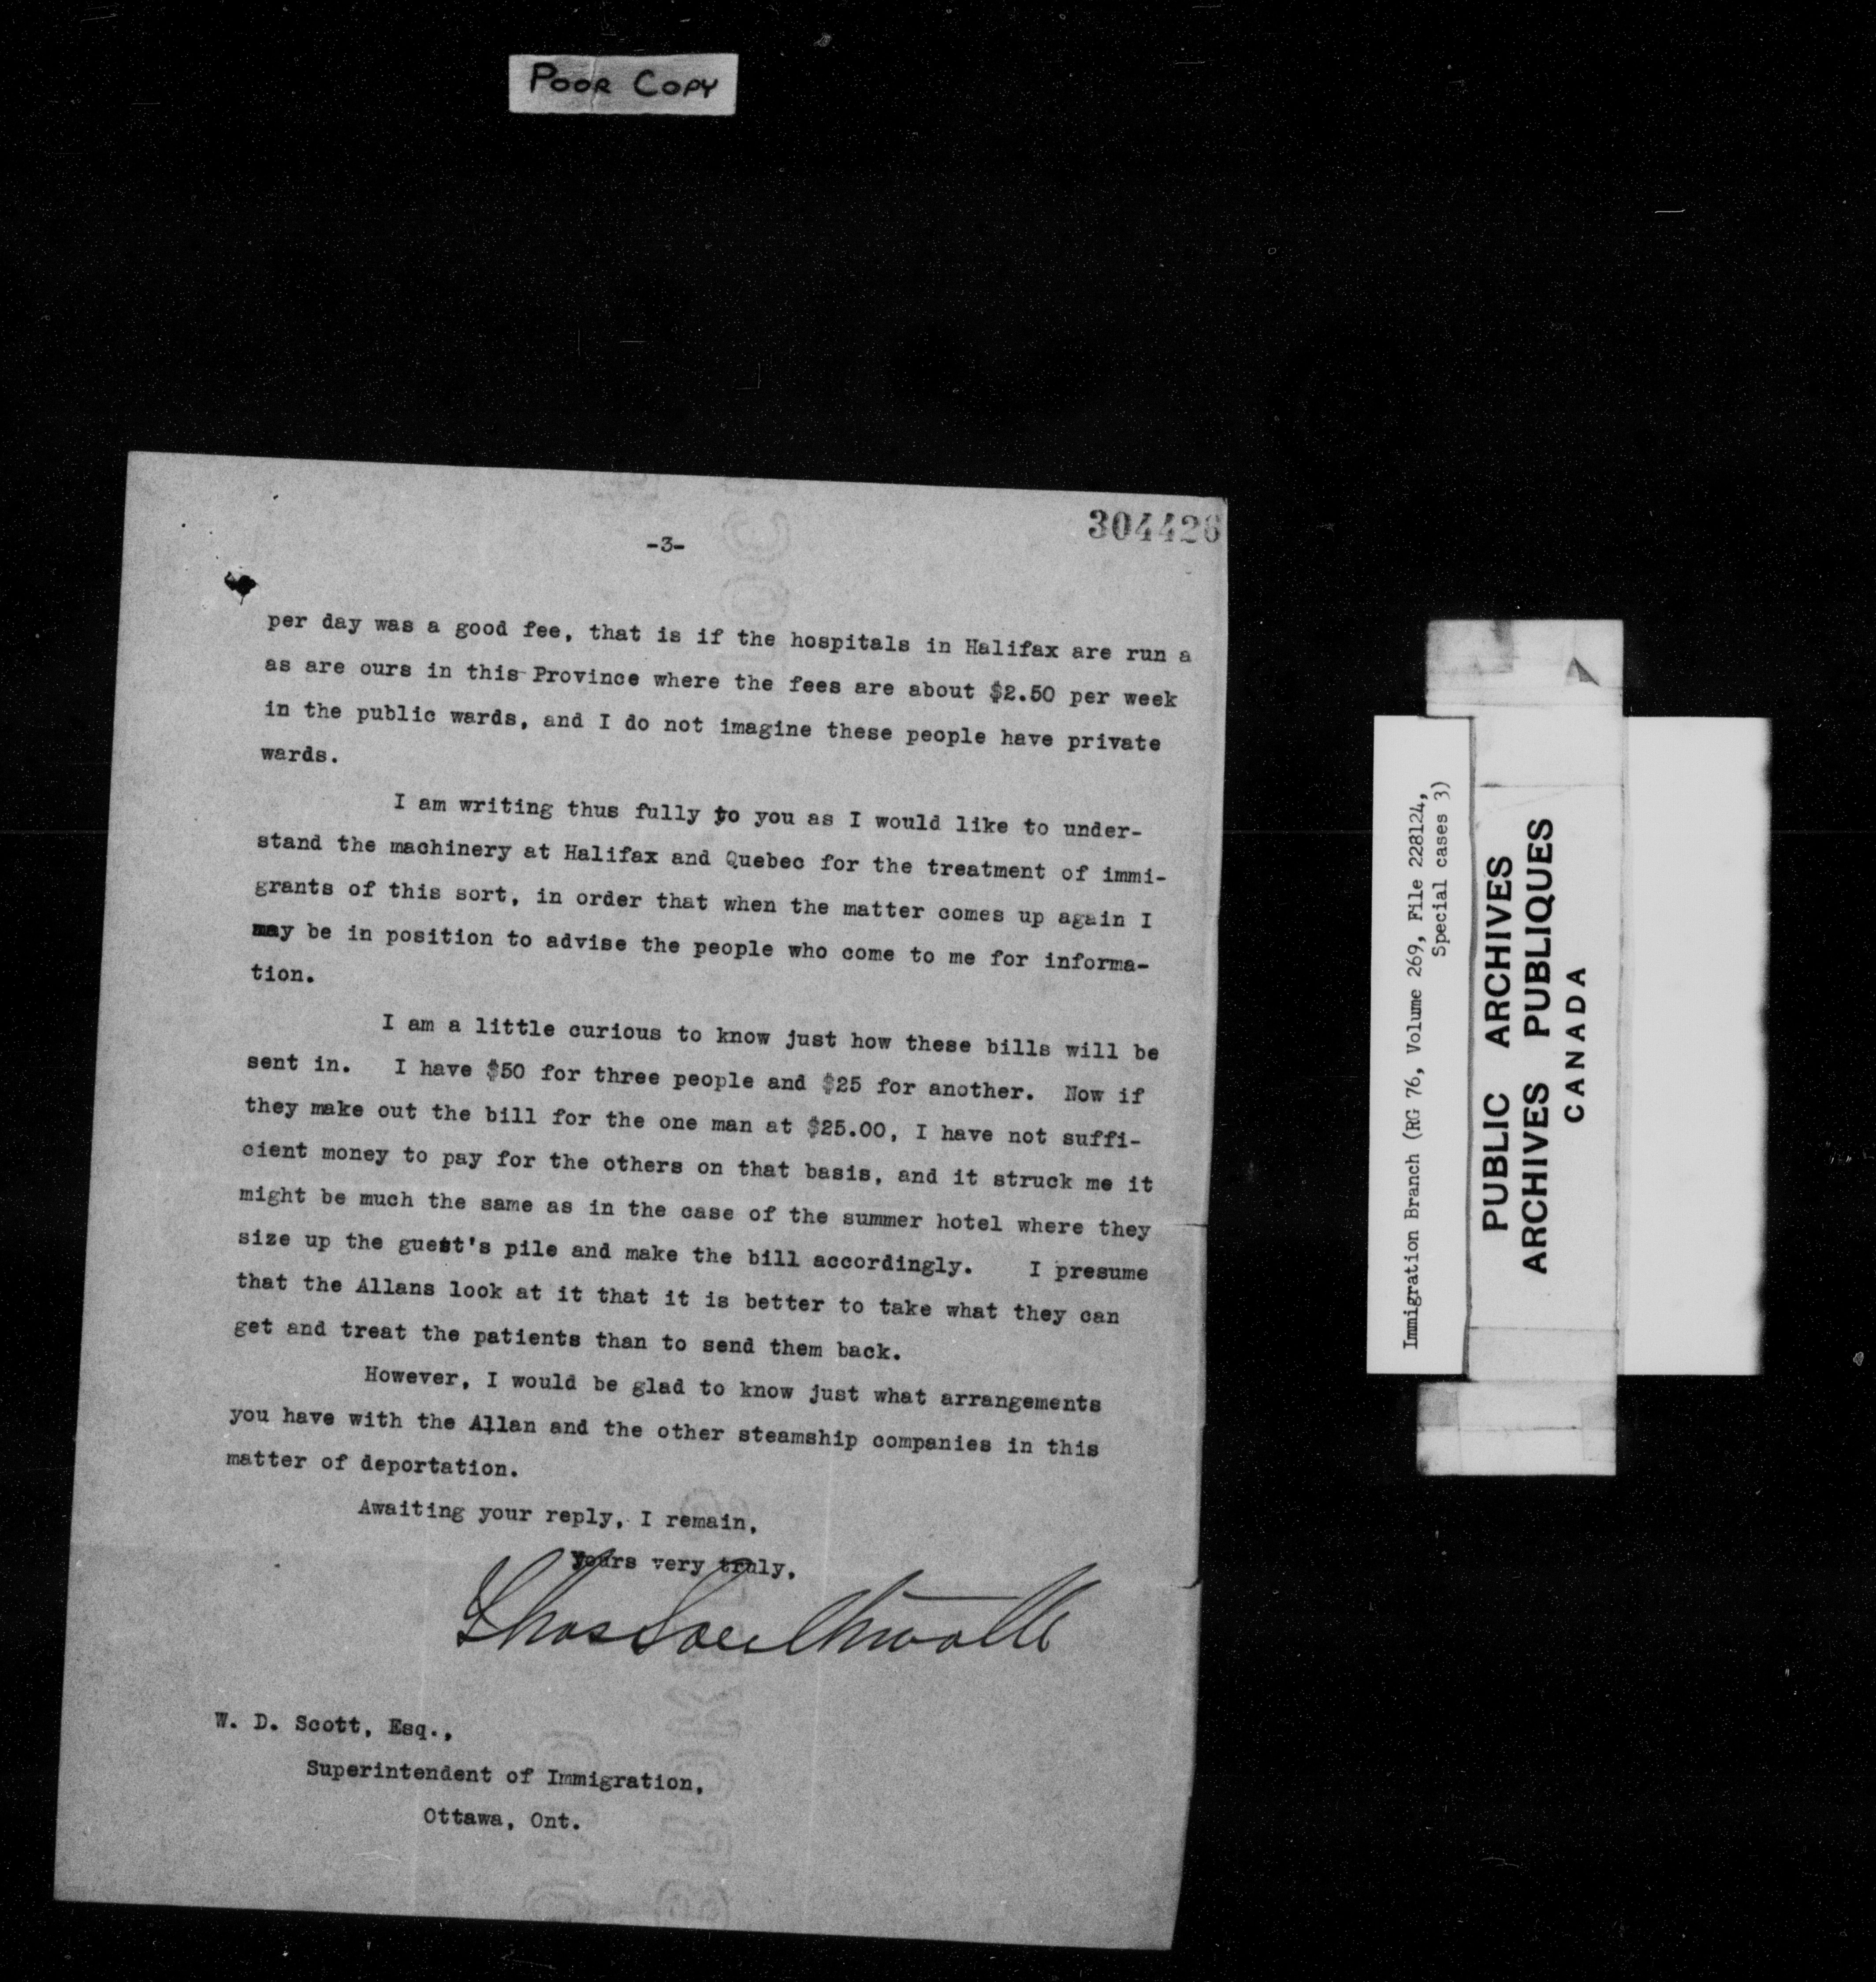 POOR COPY
304426
-3-
per day was a good fee, that is if the hospitals in Halifax are run a
as are ours in this Province where the fees are about $2.50 per week
in the public wards, and I do not imagine these people have private
wards.
I am writing thus fully to you as I would like to under-
stand the machinery at Halifax and Quebec for the treatment of immi-
grants of this sort, in order that when the matter comes up again I
may be in position to advise the people who come to me for informa-
tion.
I am a little curious to know just how these bills will be
sent in. I have $50 for three people and $25 for another. Now if
they make out the bill for the one man at $25.00, I have not suffi-
cient money to pay for the others on that basis, and it struck me it
might be much the same as in the case of the summer hotel where they
size up the guest's pile and make the bill accordingly. I presume
that the Allans look at it that it is better to take what they can
get and treat the patients than to send them back.
However, I would be glad to know just what arrangements
you have with the Allan and the other steamship companies in this
matter of deportation.
Awaiting your reply, I remain,
yours very truly,
W. D. Scott, Esq.,
Superintendent of Immigration,
Ottawa, Ont.
Immigration Branch (RG 76, Volume 269, File 228124,
Special cases 3)
PUBLIC ARCHIVES
ARCHIVES PUBLIQUES
CANADA